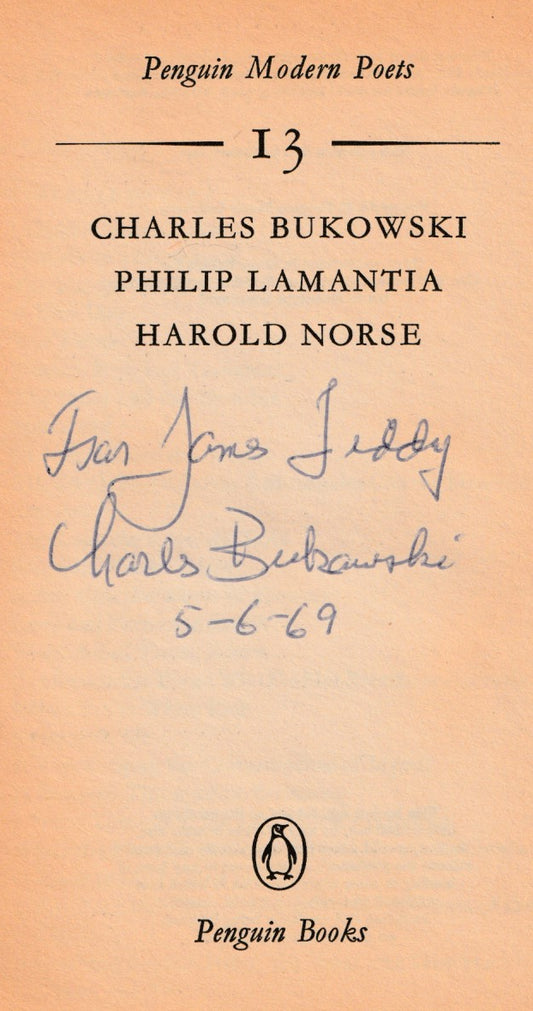 Penguin Modern Poets
13
CHARLES BUKOWSKI
PHILIP LAMANTIA
HAROLD NORSE
For James
Charles Bukowski
5-6-69
Penguin Books